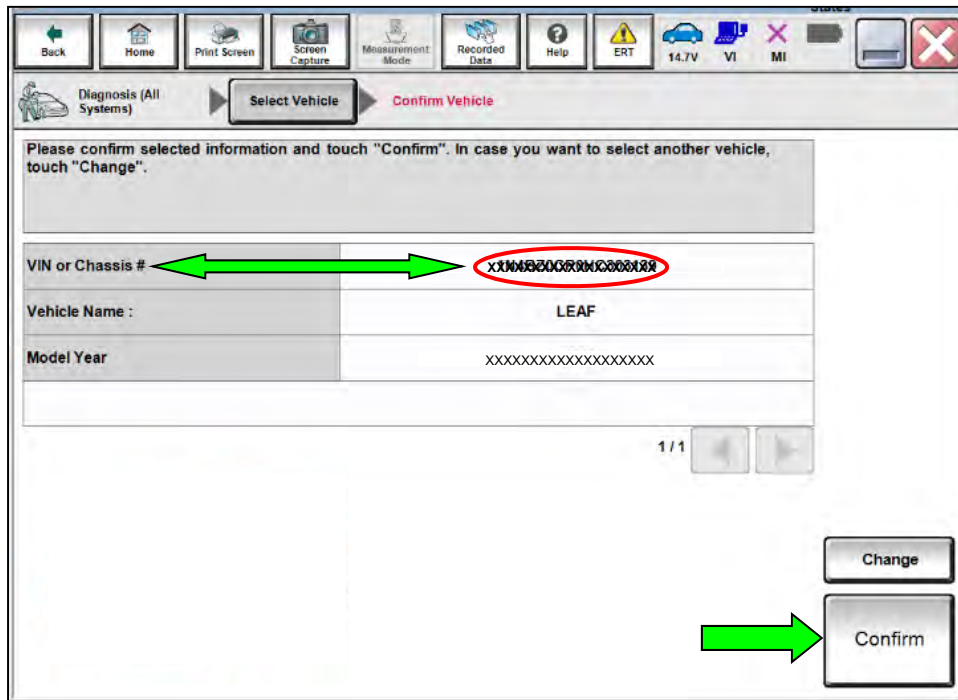 States
Back Home Print Screen Screen Capture Measurement Mode Recorded Data Help ERT 14.7V VI MI
Diagnosis (All Systems) Select Vehicle Confirm Vehicle
Please confirm selected information and touch "Confirm". In case you want to select another vehicle,
touch "Change".
VIN or Chassis #
Vehicle Name : LEAF
Model Year XXXXXXXXXXXXXXXXXXX
1/1
Change
Confirm